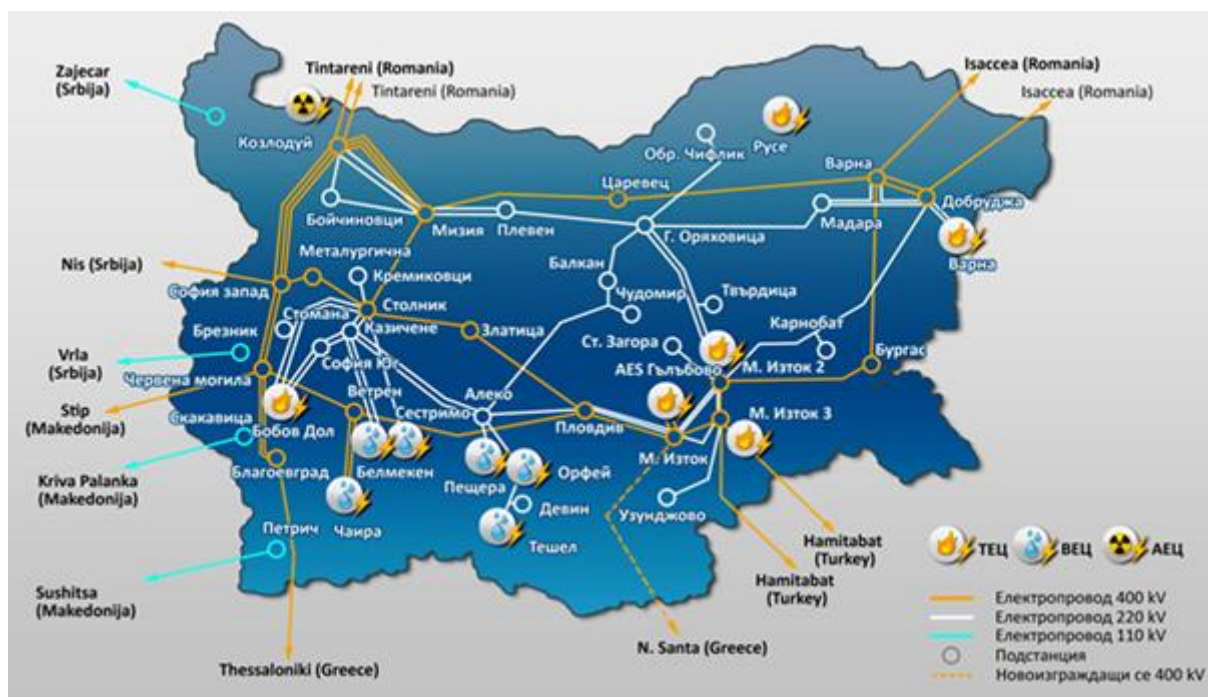 Zajecar
(Srbija)
Tintareni (Romania)
Tintareni (Romania)
Isaccea (Romania)
Isaccea (Romania)
Козлодуй
Обр. Чифлик
Русе
Варна
Царевец
Добруджа
Бойчиновци
Мизия
Плевен
Г. Оряховица
Мадара
Варна
Металургична
Nis (Srbija)
Кремиковци
Балкан
София запад
Столник
Чудомир
Твърдица
Стомана
Казичене
Златица
Карнобат
Брезник
Ст. Загора
Бургас
Vrla
(Srbija)
София Юг
AES Гълъбово
М. Изток 2
Червена могила
Ветрен
Алеко
Stip
(Makedonija)
Скакавица
Сестримо
Пловдив
М. Изток 3
Бобов Дол
М. Изток
Благоевград
Белмекен
Пещера
Орфей
Kriva Palanka
(Makedonija)
Девин
Узунджово
Петрич
Чаира
Тешел
Hamitabat
(Turkey)
Hamitabat
(Turkey)
Sushitsa
(Makedonija)
N. Santa (Greece)
Thessaloniki (Greece)
ТЕЦ
ВЕЦ
АЕЦ
Електропровод 400 kV
Електропровод 220 kV
Електропровод 110 kV
Подстанция
Новоизграждащи се 400 kV